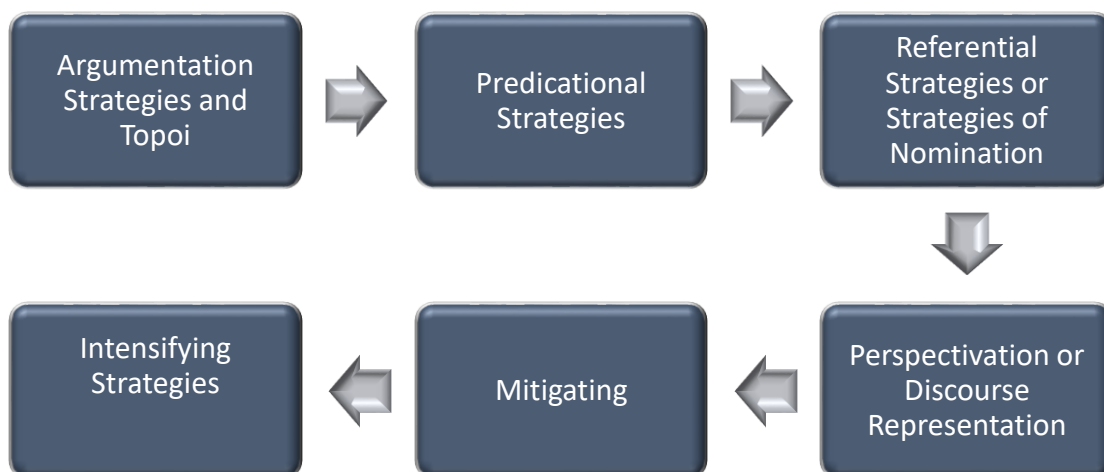 Argumentation
Strategies and
Topoi
Predicational
Strategies
Referential
Strategies or
Strategies of
Nomination
Perspectivation or
Discourse
Representation
Mitigating
Intensifying
Strategies